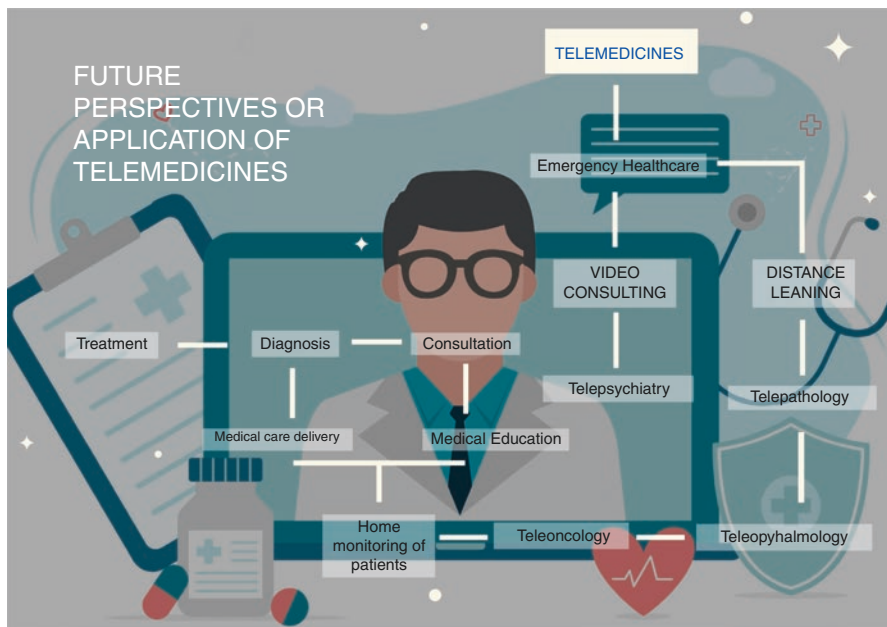 FUTURE
PERSPECTIVES OR
APPLICATION OF
TELEMEDICINES
TELEMEDICINES
Emergency Healthcare
VIDEO
CONSULTING
DISTANCE
LEANING
Treatment
Diagnosis
Consultation
Telepsychiatry
Telepathology
Medical care delivery
Medical Education
Home
monitoring of
patients
Teleoncology
Teleopyhalmology